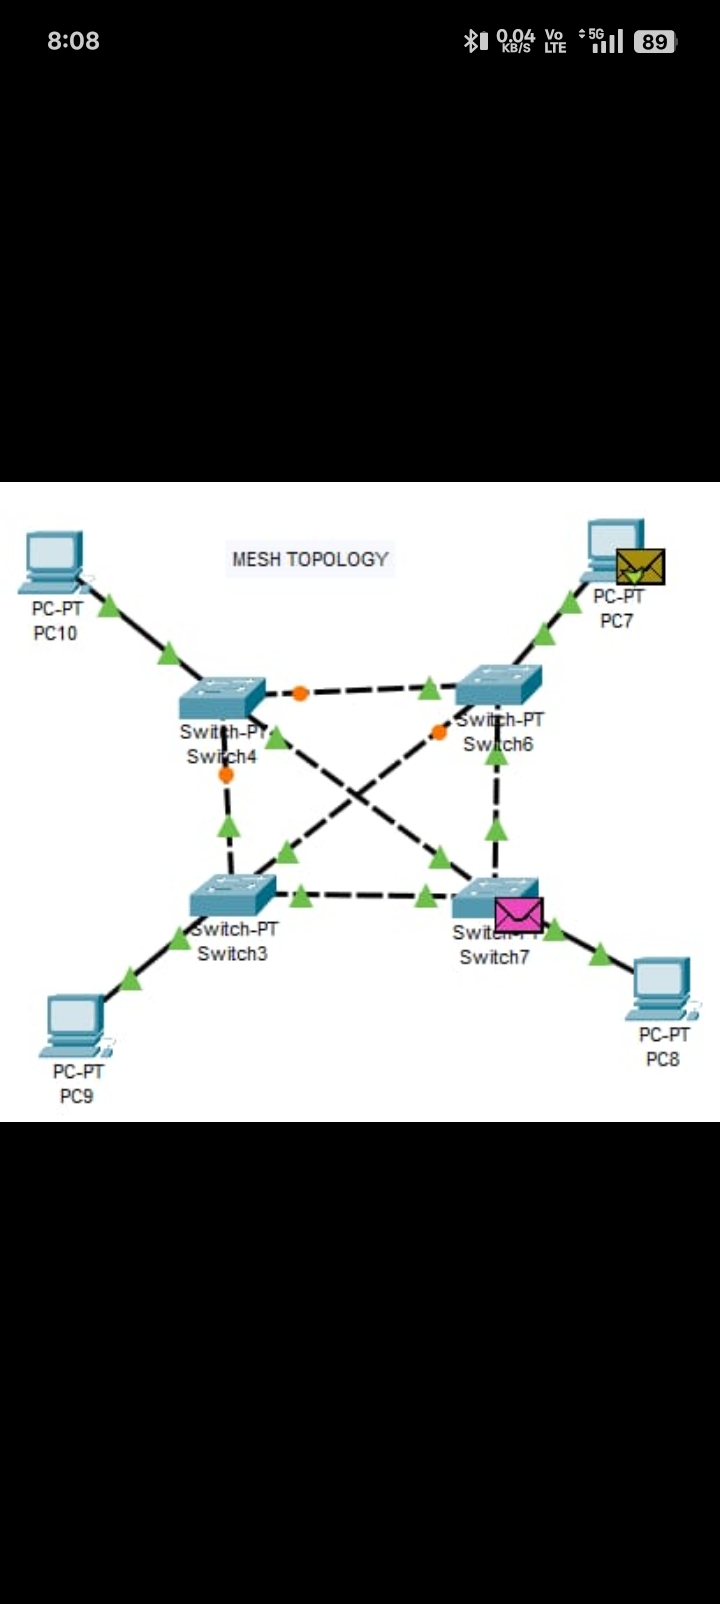 8:08
0.04 KB/S
Vo LTE
5G
89
MESH TOPOLOGY
PC-PT
PC10
PC-PT
PC7
Switch-PT
Switch4
Switch-PT
Switch6
Switch-PT
Switch3
Switch-PT
Switch7
PC-PT
PC9
PC-PT
PC8